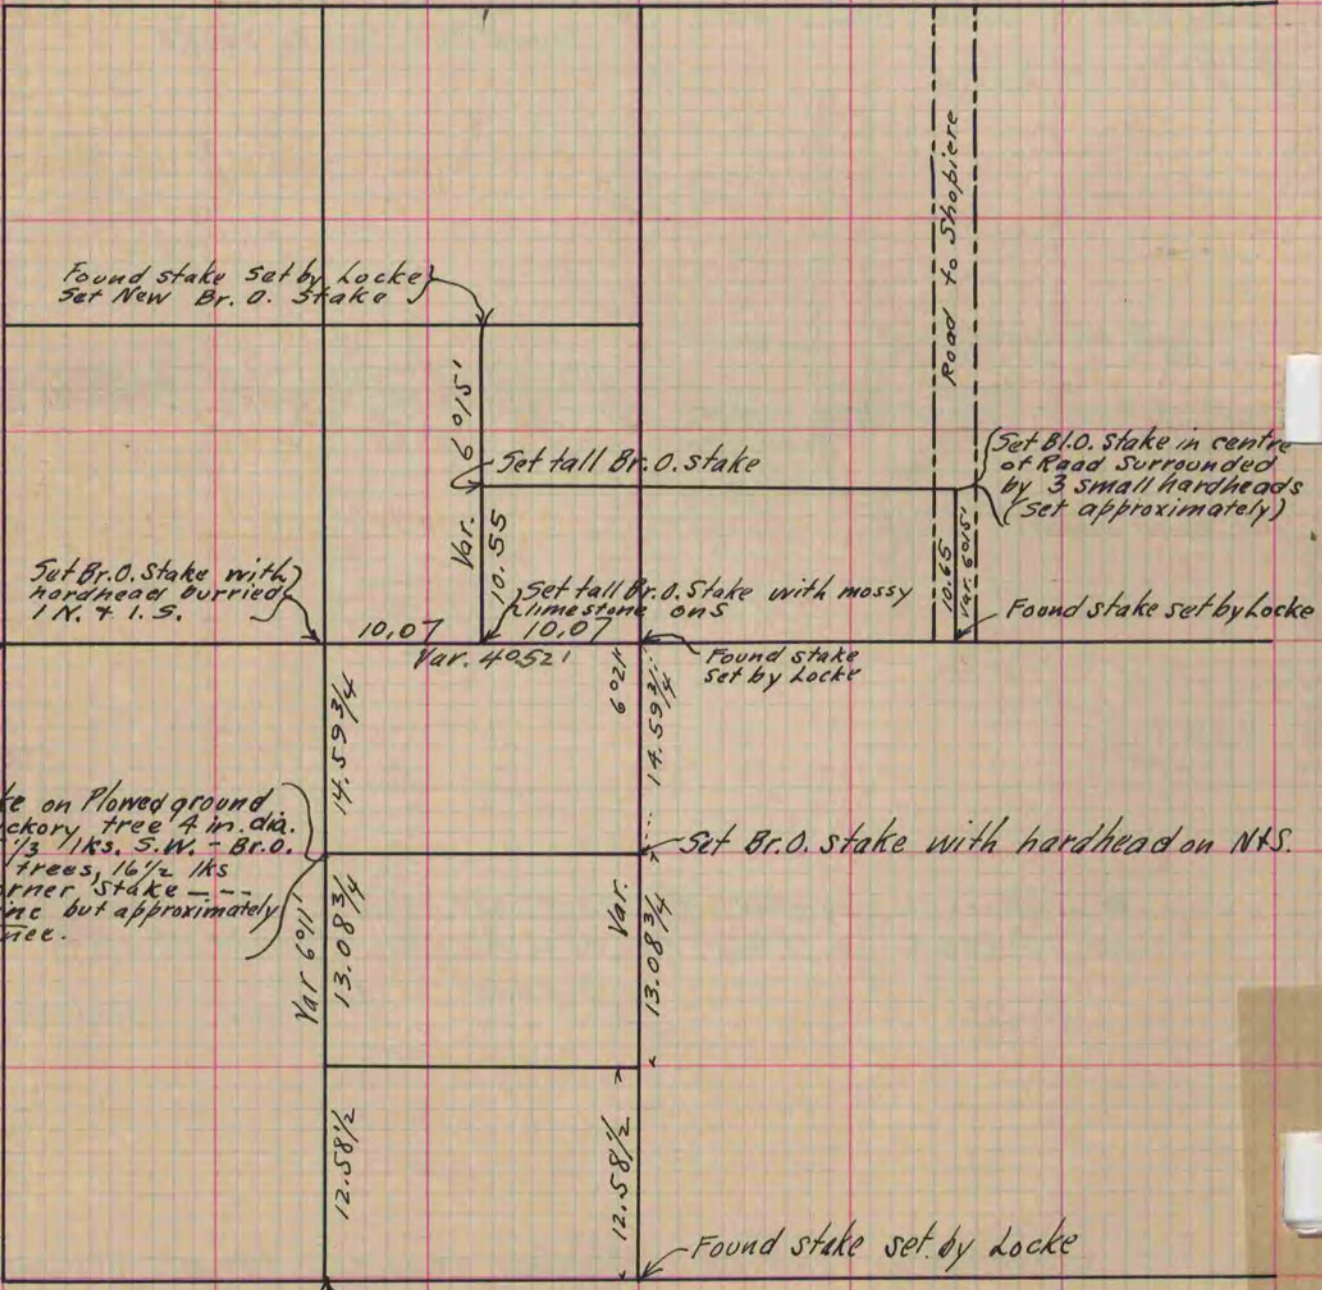 Road to Shopiere
Found stake set by Locke
Set New Br. O. Stake
Var. 6°15'
Set tall Br. O. stake
Set Bl.O. Stake in centre
of Road Surrounded
by 3 small hardheads
(set approximately)
10.55
10.65
Var. 6°15'
Set Br.O. Stake with
hardhead burried
1 N. & 1. S.
Set tall Br. O. Stake with mossy
limestone on S
Found stake set by Locke
10.07
10.07
Var. 4°52'
Found stake
set by Locke
6°21'
14.59 3/4
14.59 3/4
ke on Plowed ground
ckory tree 4 in. dia.
1/3 lks. S.W. - Br.O.
trees, 16 1/2 lks
rner Stake ---
ine but approximately
Set Br.O. stake with hardhead on N&S.
Var 6°11'
13.08 3/4
Var.
13.08 3/4
12.58 1/2
12.58 1/2
Found stake set by Locke